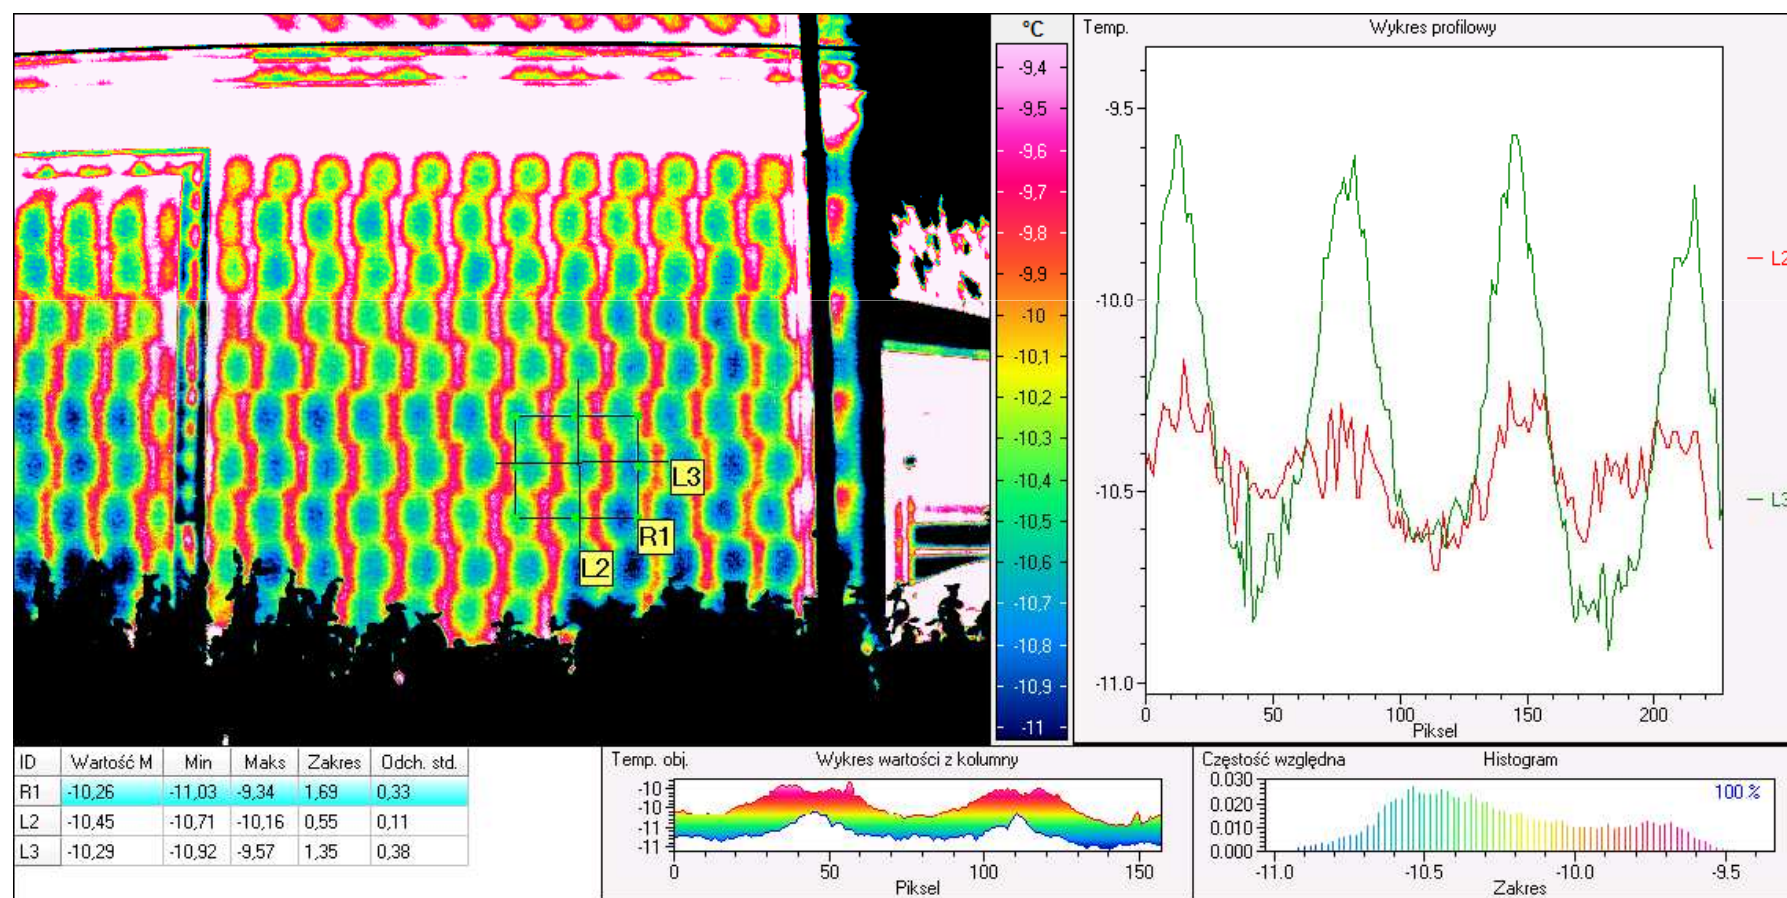 °C
-9,4
-9,5
-9,6
-9,7
-9,8
-9,9
-10
-10,1
-10,2
-10,3
-10,4
-10,5
-10,6
-10,7
-10,8
-10,9
-11
L3
R1
L2
Temp. Wykres profilowy
-9.5
-10.0
-10.5
-11.0
0 50 100 150 200
Piksel
L2
L3
ID Wartość M Min Maks Zakres Odch. std.
R1 -10,26 -11,03 -9,34 1,69 0,33
L2 -10,45 -10,71 -10,16 0,55 0,11
L3 -10,29 -10,92 -9,57 1,35 0,38
Temp. obj. Wykres wartości z kolumny
-10
-10
-11
-11
0 50 100 150
Piksel
Częstość względna Histogram
0.030
0.020
0.010
0.000
100 %
-11.0 -10.5 -10.0 -9.5
Zakres